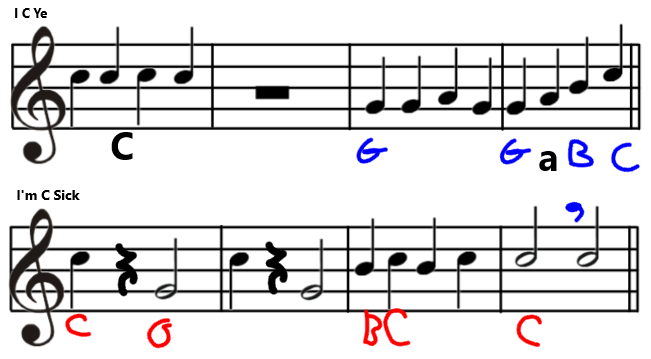 I C Ye
C G G a B C
I'm C Sick
,
C G B C C